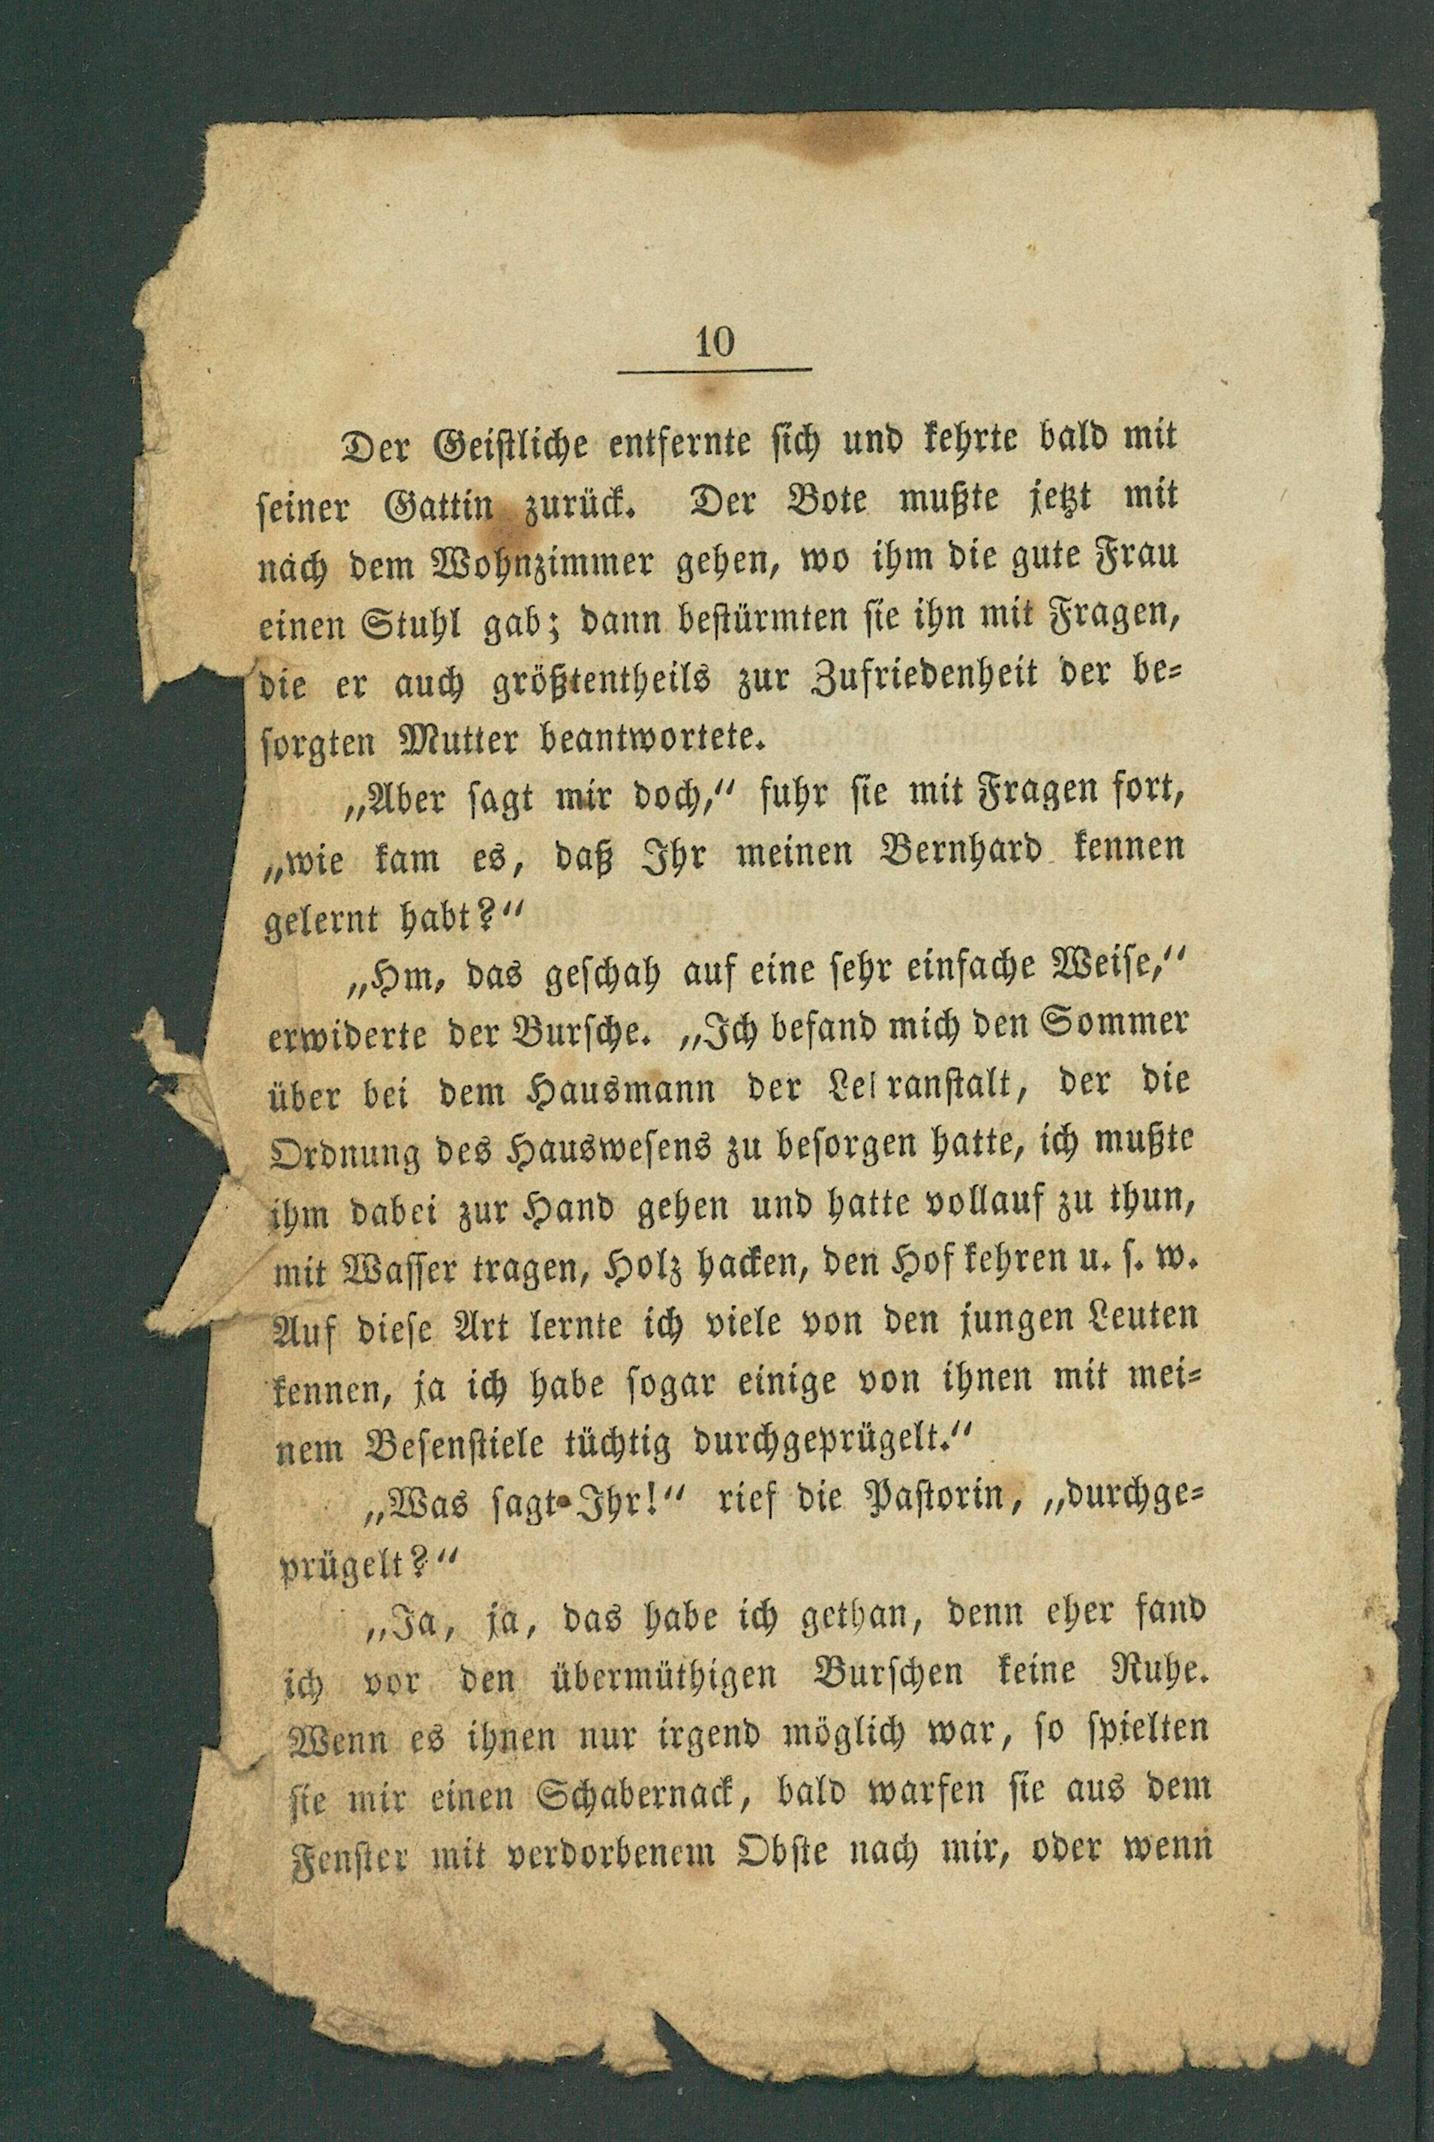 10
Der Geistliche entfernte sich und kehrte bald mit
seiner Gattin zurück. Der Bote mußte jetzt mit
nach dem Wohnzimmer gehen, wo ihm die gute Frau
einen Stuhl gab; dann bestürmten sie ihn mit Fragen,
die er auch größtentheils zur Zufriedenheit der be-
sorgten Mutter beantwortete.
„Aber sagt mir doch,“ fuhr sie mit Fragen fort,
„wie kam es, daß Ihr meinen Bernhard kennen
gelernt habt?“
„Hm, das geschah auf eine sehr einfache Weise,“
erwiderte der Bursche. „Ich befand mich den Sommer
über bei dem Hausmann der Lehranstalt, der die
Ordnung des Hauswesens zu besorgen hatte, ich mußte
ihm dabei zur Hand gehen und hatte vollauf zu thun,
mit Wasser tragen, Holz hacken, den Hof kehren u. s. w.
Auf diese Art lernte ich viele von den jungen Leuten
kennen, ja ich habe sogar einige von ihnen mit mei-
nem Besenstiele tüchtig durchgeprügelt.“
„Was sagt Ihr!“ rief die Pastorin, „durchge-
prügelt?“
„Ja, ja, das habe ich gethan, denn eher fand
ich vor den übermüthigen Burschen keine Ruhe.
Wenn es ihnen nur irgend möglich war, so spielten
sie mir einen Schabernack, bald warfen sie aus dem
Fenster mit verdorbenem Obste nach mir, oder wenn